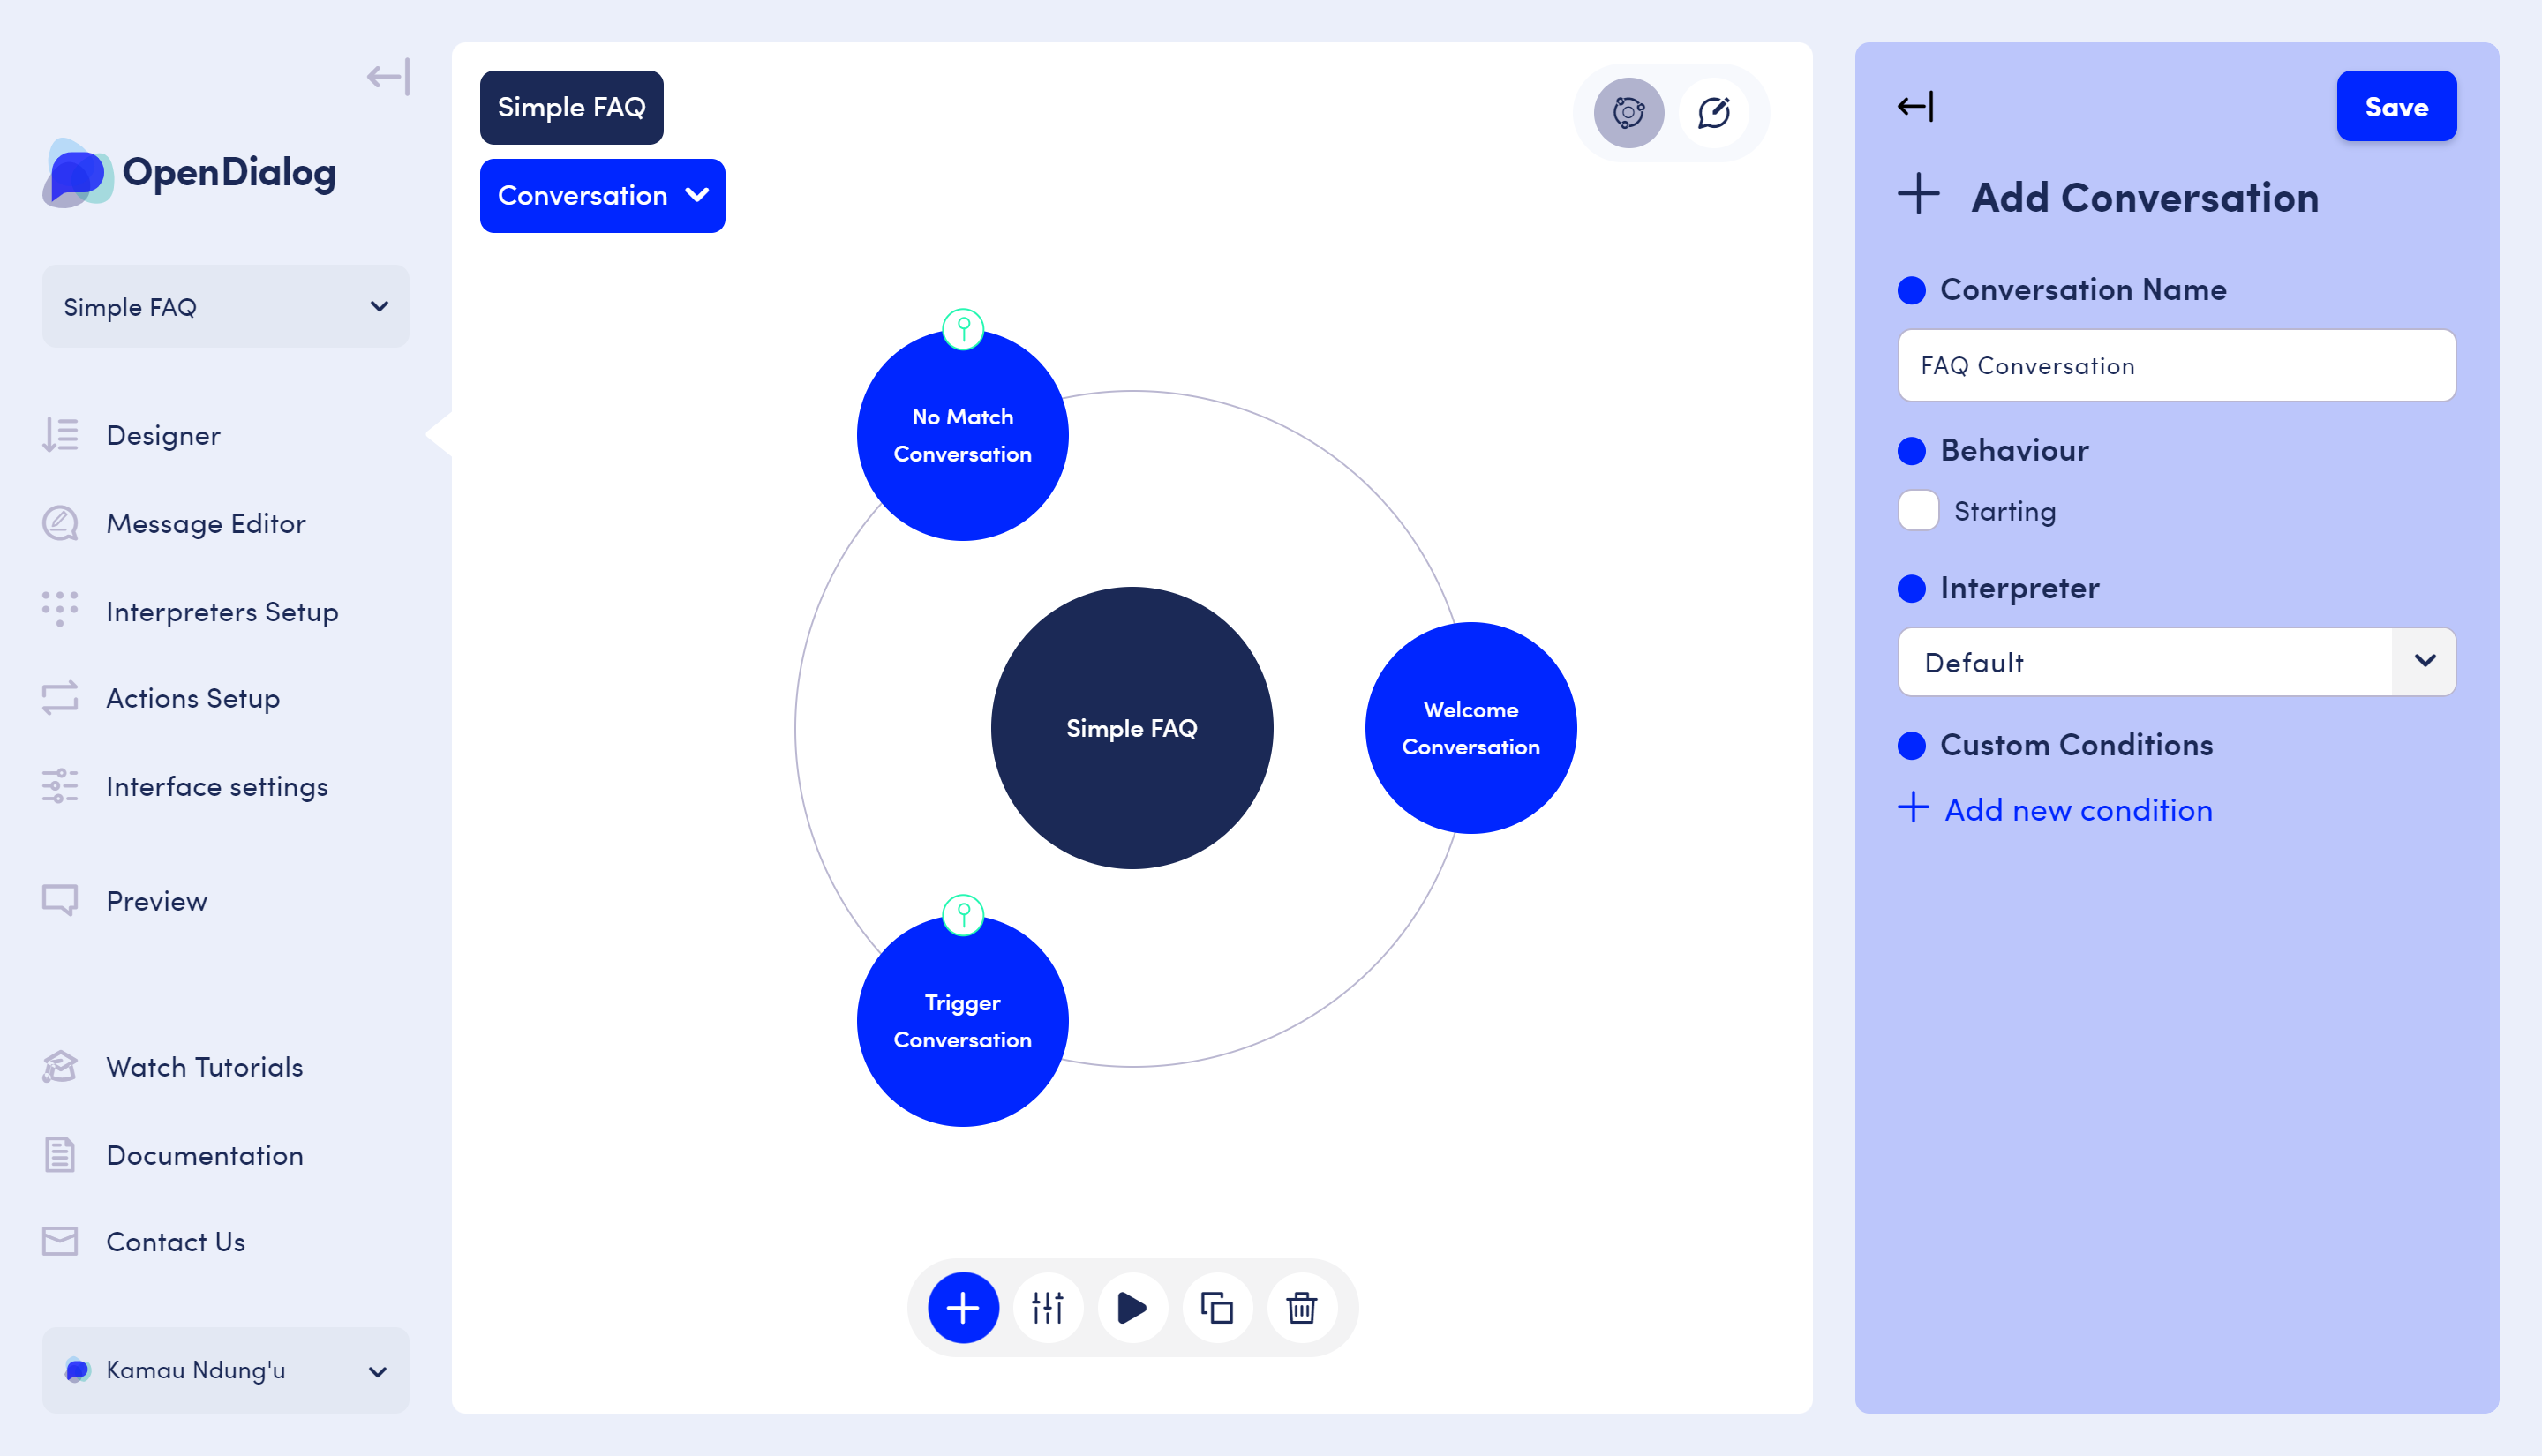 OpenDialog
Simple FAQ
Designer
Message Editor
Interpreters Setup
Actions Setup
Interface settings
Preview
Watch Tutorials
Documentation
Contact Us
Kamau Ndung'u
Simple FAQ
Conversation
No Match
Conversation
Simple FAQ
Welcome
Conversation
Trigger
Conversation
Save
Add Conversation
Conversation Name
FAQ Conversation
Behaviour
Starting
Interpreter
Default
Custom Conditions
Add new condition